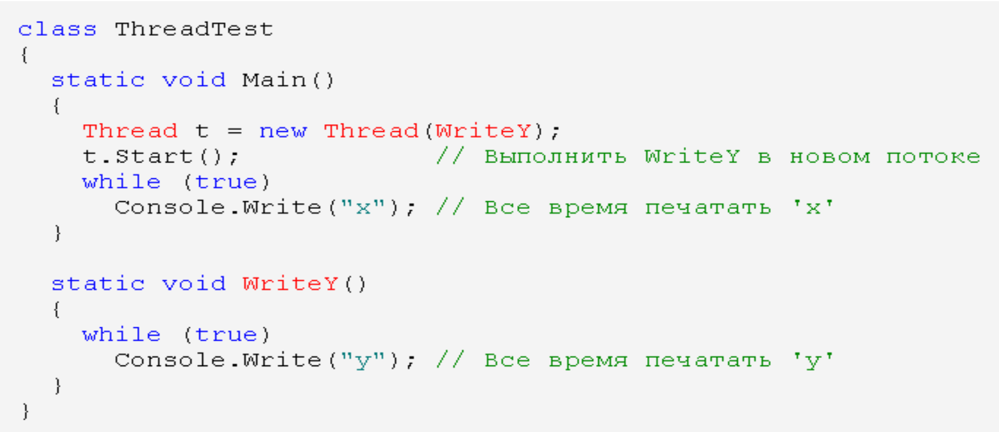 class ThreadTest
{
  static void Main()
  {
    Thread t = new Thread(WriteY);
    t.Start();            // Выполнить WriteY в новом потоке
    while (true)
      Console.Write("x"); // Все время печатать 'x'
  }

  static void WriteY()
  {
    while (true)
      Console.Write("y"); // Все время печатать 'y'
  }
}